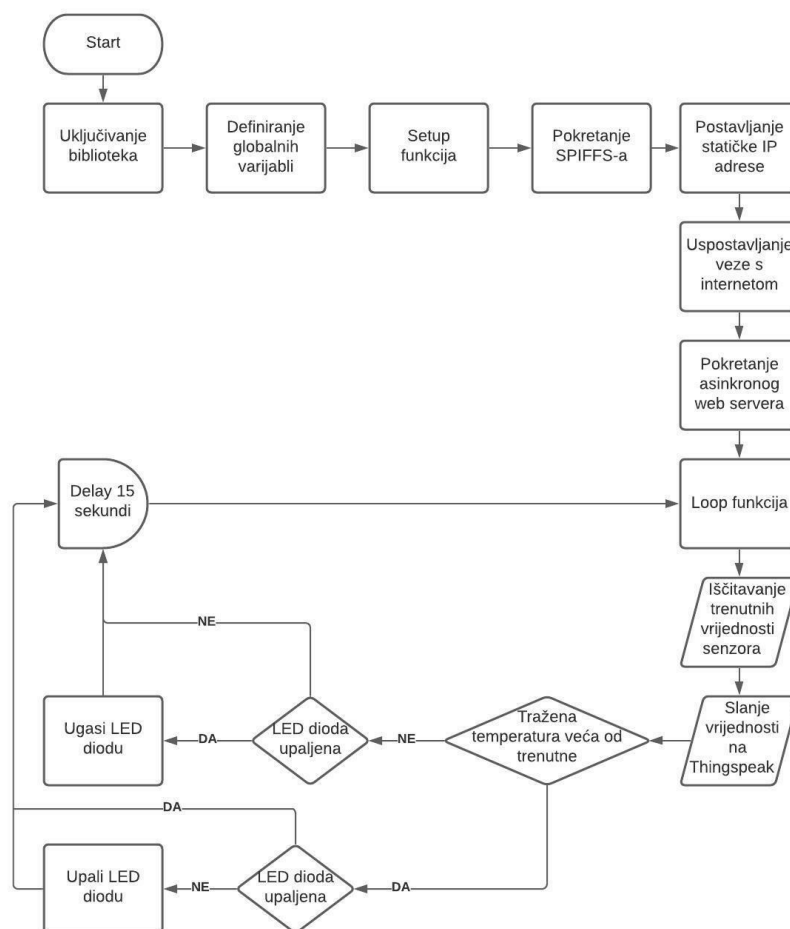 Start
Uključivanje
biblioteka
Definiranje
globalnih
varijabli
Setup
funkcija
Pokretanje
SPIFFS-a
Postavljanje
statičke IP
adrese
Uspostavljanje
veze s
internetom
Pokretanje
asinkronog
web servera
Delay 15
sekundi
Loop funkcija
Iščitavanje
trenutnih
vrijednosti
senzora
NE
Ugasi LED
diodu
DA
LED dioda
upaljena
NE
Tražena
temperatura veća od
trenutne
Slanje
vrijednosti
na
Thingspeak
DA
Upali LED
diodu
NE
LED dioda
upaljena
DA